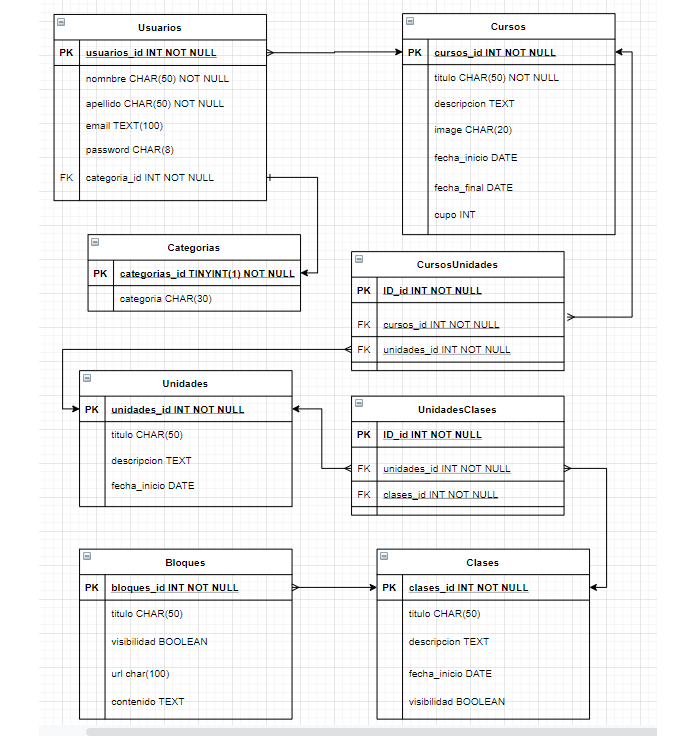 Usuarios
PK usuarios_id INT NOT NULL
nomnbre CHAR(50) NOT NULL
apellido CHAR(50) NOT NULL
email TEXT(100)
password CHAR(8)
FK categoria_id INT NOT NULL
Cursos
PK cursos_id INT NOT NULL
titulo CHAR(50) NOT NULL
descripcion TEXT
image CHAR(20)
fecha_inicio DATE
fecha_final DATE
cupo INT
Categorias
PK categorias_id TINYINT(1) NOT NULL
categoria CHAR(30)
CursosUnidades
PK ID_id INT NOT NULL
FK cursos_id INT NOT NULL
FK unidades_id INT NOT NULL
Unidades
PK unidades_id INT NOT NULL
titulo CHAR(50)
descripcion TEXT
fecha_inicio DATE
UnidadesClases
PK ID_id INT NOT NULL
FK unidades_id INT NOT NULL
FK clases_id INT NOT NULL
Bloques
PK bloques_id INT NOT NULL
titulo CHAR(50)
visibilidad BOOLEAN
url char(100)
contenido TEXT
Clases
PK clases_id INT NOT NULL
titulo CHAR(50)
descripcion TEXT
fecha_inicio DATE
visibilidad BOOLEAN